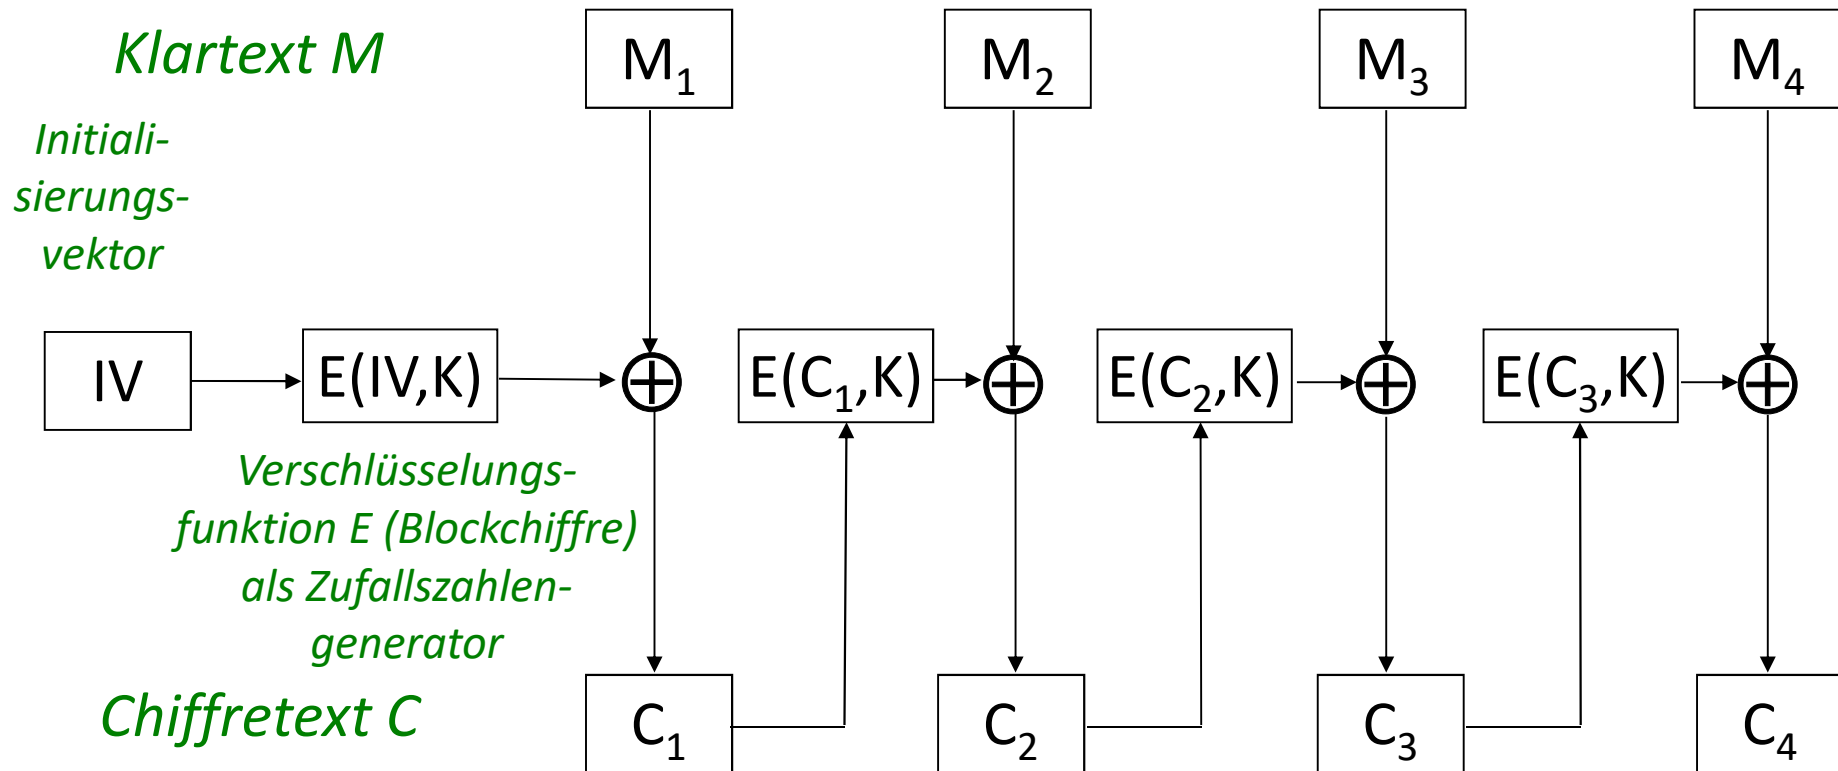 Klartext M
M1
M2
M3
M4
Initiali-
sierungs-
vektor
IV
E(IV,K)
E(C1,K)
E(C2,K)
E(C3,K)
Verschlüsselungs-
funktion E (Blockchiffre)
als Zufallszahlen-
generator
Chiffretext C
C1
C2
C3
C4